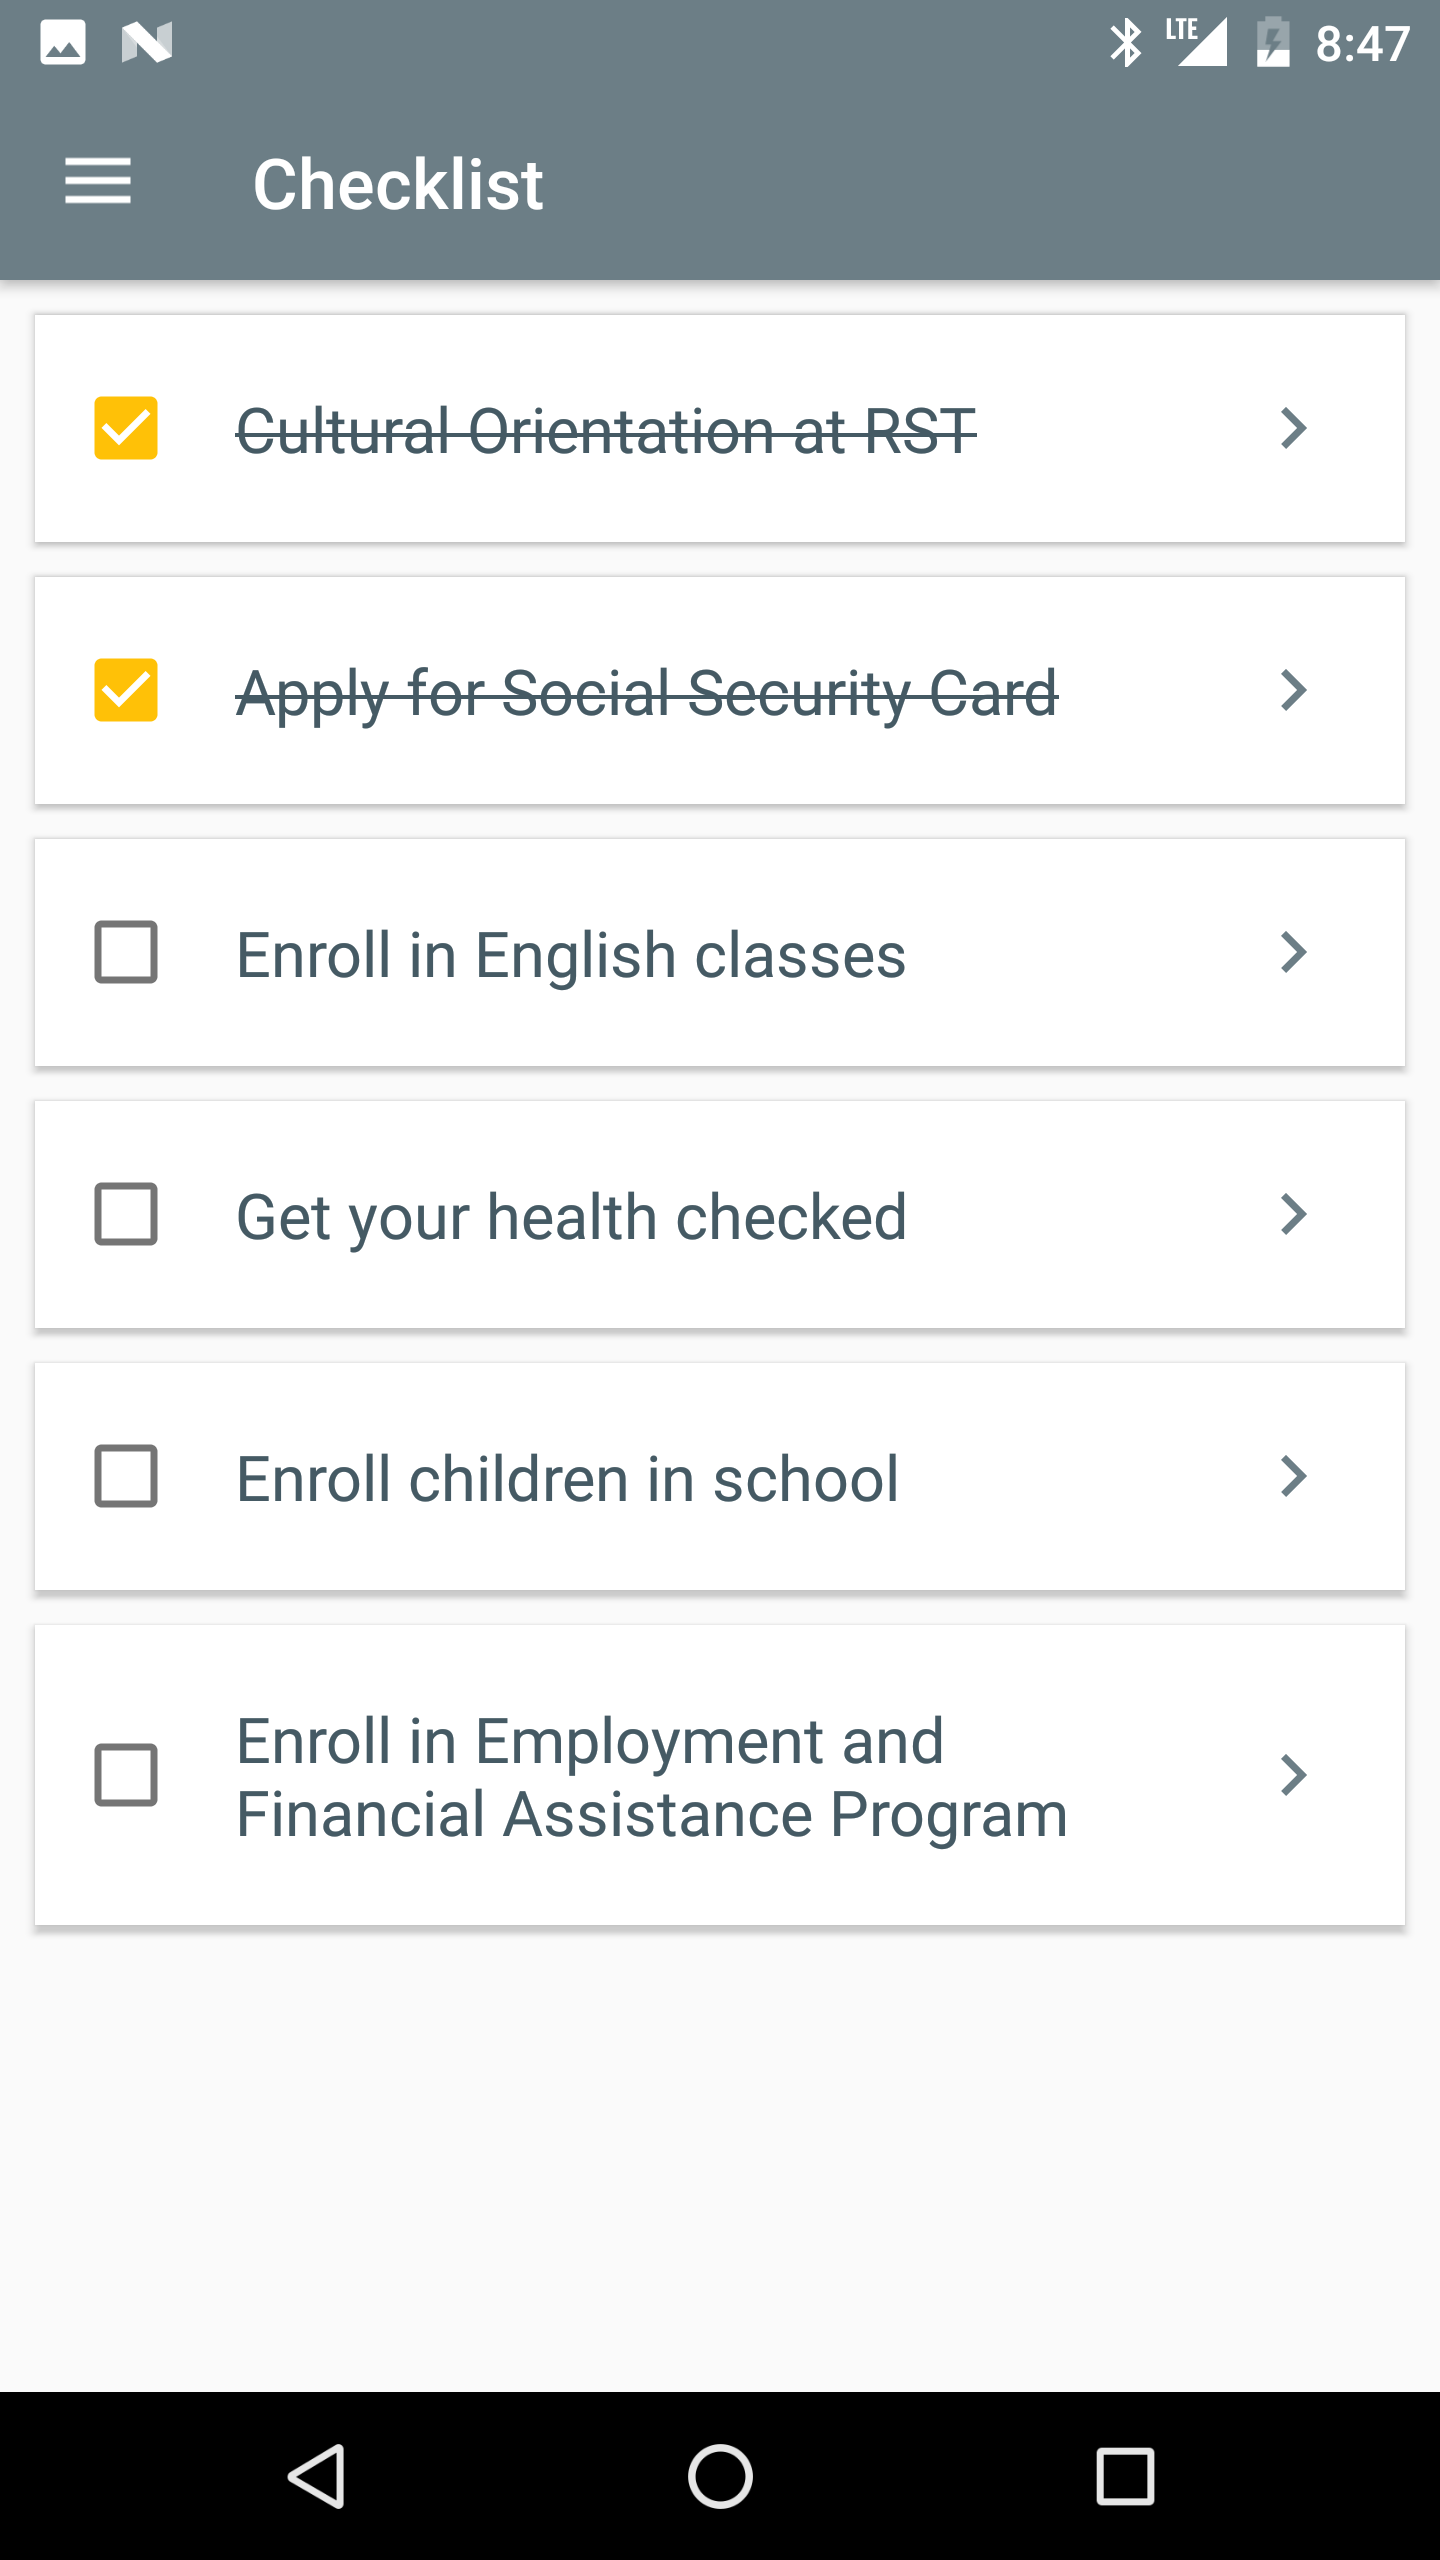 LTE 8:47
Checklist
Cultural Orientation at RST
Apply for Social Security Card
Enroll in English classes
Get your health checked
Enroll children in school
Enroll in Employment and
Financial Assistance Program